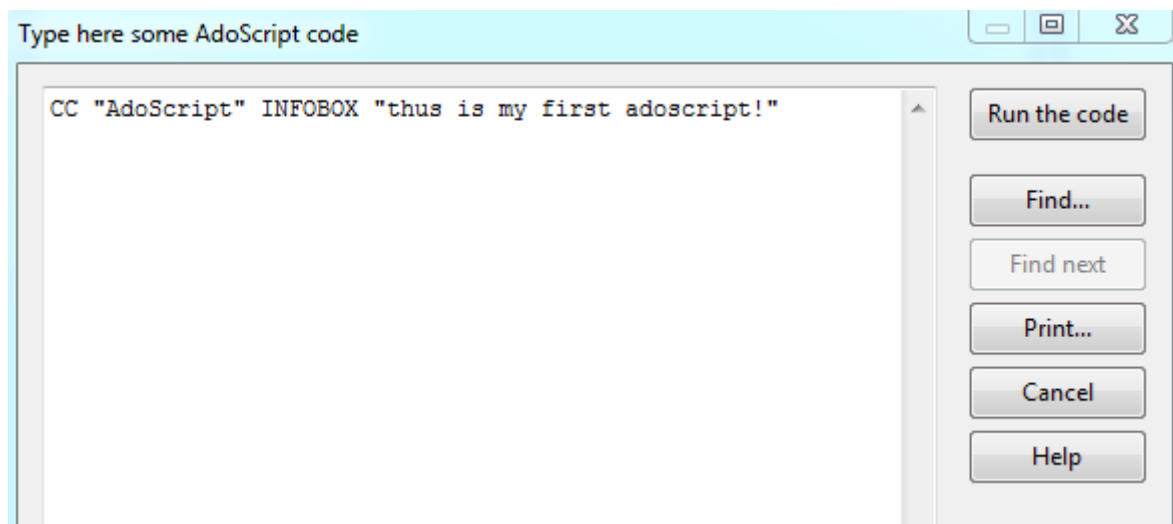 Type here some AdoScript code
CC "AdoScript" INFOBOX "thus is my first adoscript!"
Run the code
Find...
Find next
Print...
Cancel
Help